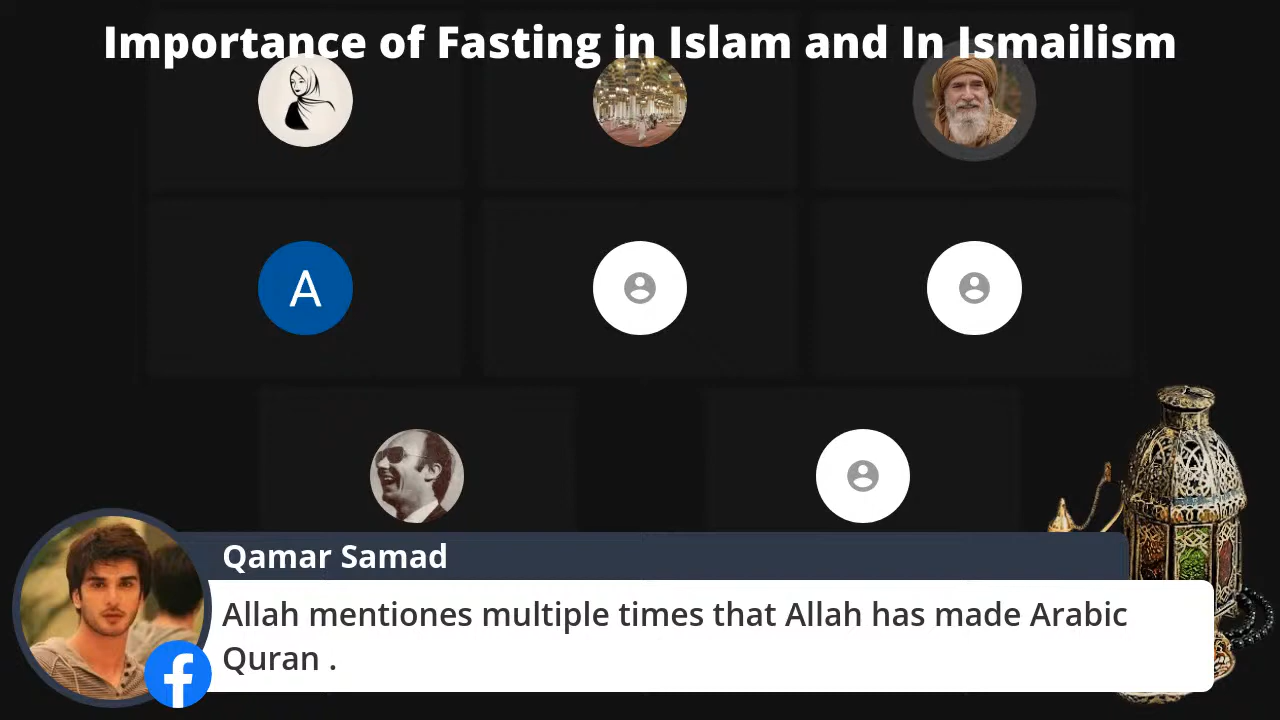 Importance of Fasting in Islam and In Ismailism
A
Qamar Samad
Allah mentiones multiple times that Allah has made Arabic
Quran .